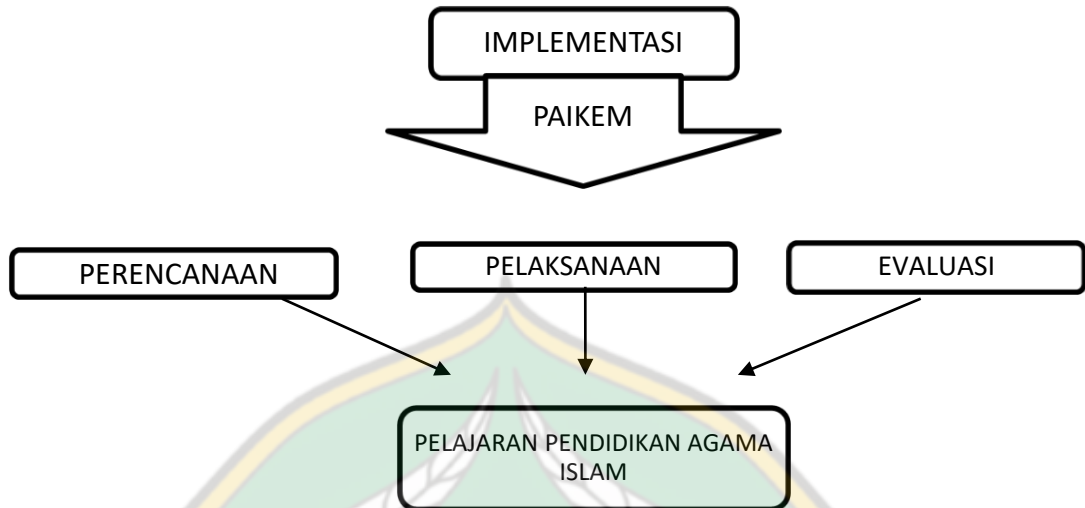 IMPLEMENTASI
PAIKEM
PERENCANAAN
PELAKSANAAN
EVALUASI
PELAJARAN PENDIDIKAN AGAMA
ISLAM